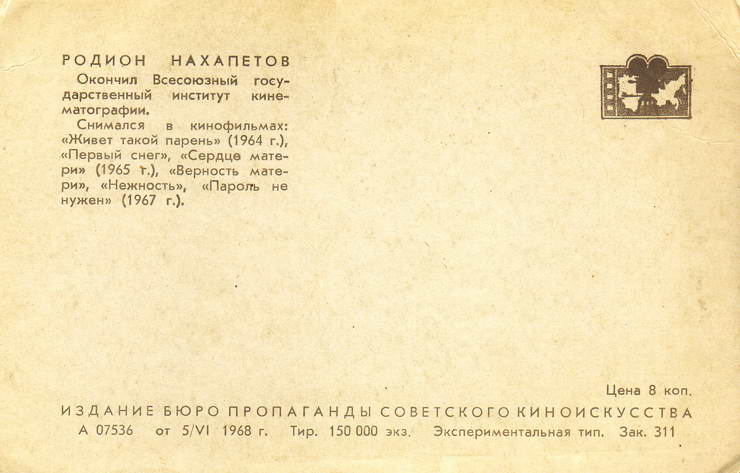 РОДИОН НАХАПЕТОВ
Окончил Всесоюзный госу-
дарственный институт кине-
матографии.
Снимался в кинофильмах:
«Живет такой парень» (1964 г.),
«Первый снег», «Сердце мате-
ри» (1965 г.), «Верность мате-
ри», «Нежность», «Пароль не
нужен» (1967 г.).
Цена 8 коп.
ИЗДАНИЕ БЮРО ПРОПАГАНДЫ СОВЕТСКОГО КИНОИСКУССТВА
А 07536 от 5/VI 1968 г. Тир. 150 000 экз. Экспериментальная тип. Зак. 311